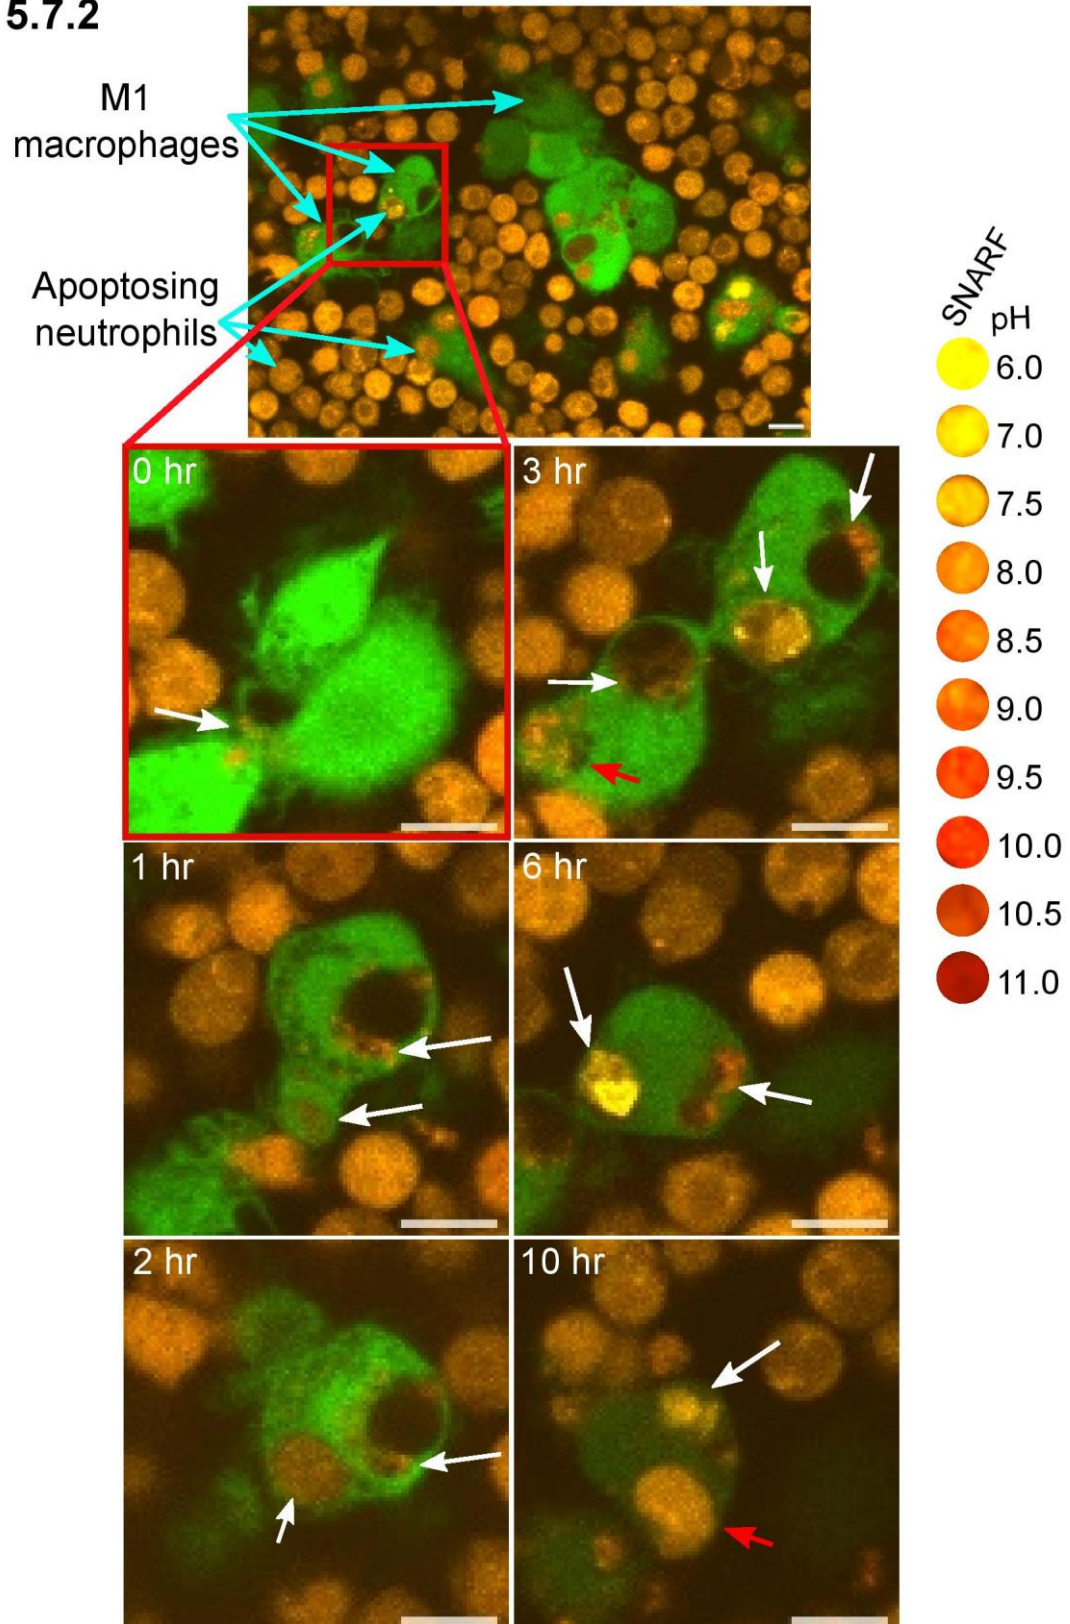 5.7.2
M1
macrophages
Apoptosing
neutrophils
SNARF
pH
6.0
7.0
7.5
8.0
8.5
9.0
9.5
10.0
10.5
11.0
0 hr
3 hr
1 hr
6 hr
2 hr
10 hr